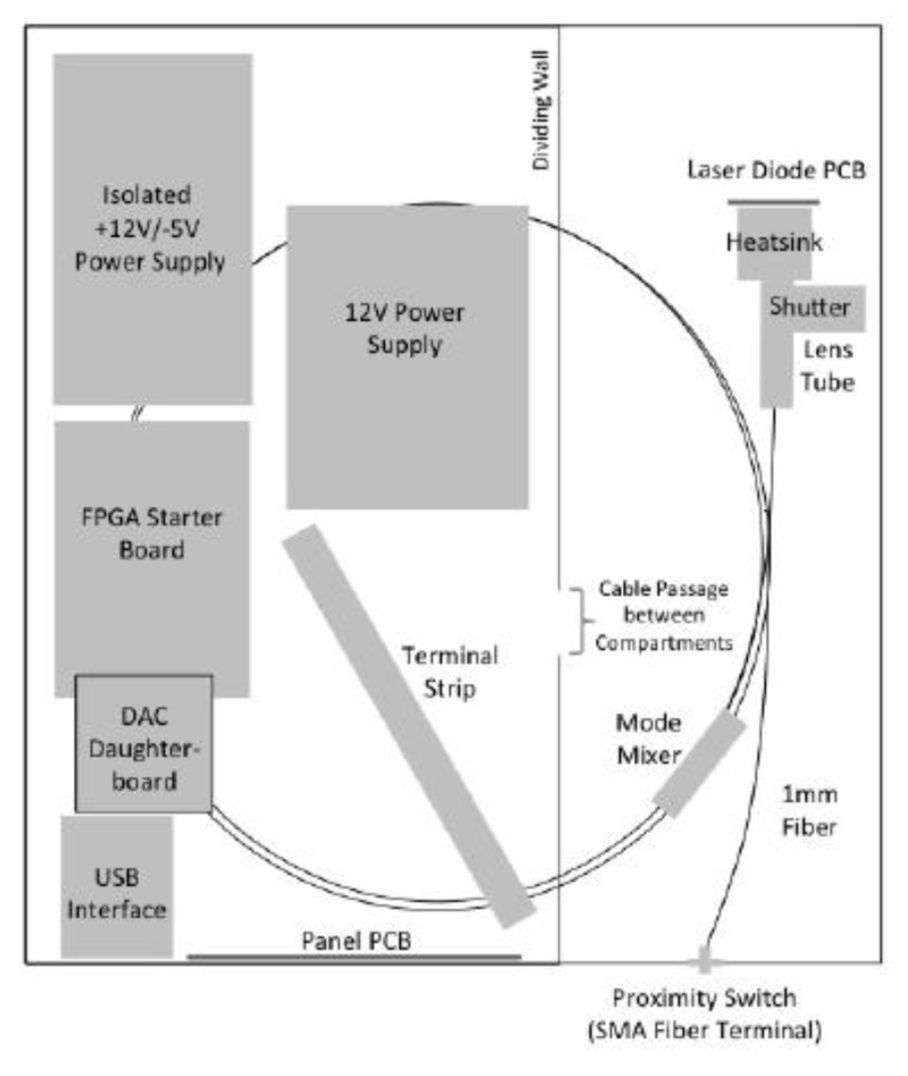 Dividing Wall
Laser Diode PCB
Isolated
+12V/-5V
Power Supply
Heatsink
12V Power
Supply
Shutter
Lens
Tube
FPGA Starter
Board
Cable Passage
between
Compartments
Terminal
Strip
DAC
Daughter-
board
Mode
Mixer
1mm
Fiber
USB
Interface
Panel PCB
Proximity Switch
(SMA Fiber Terminal)